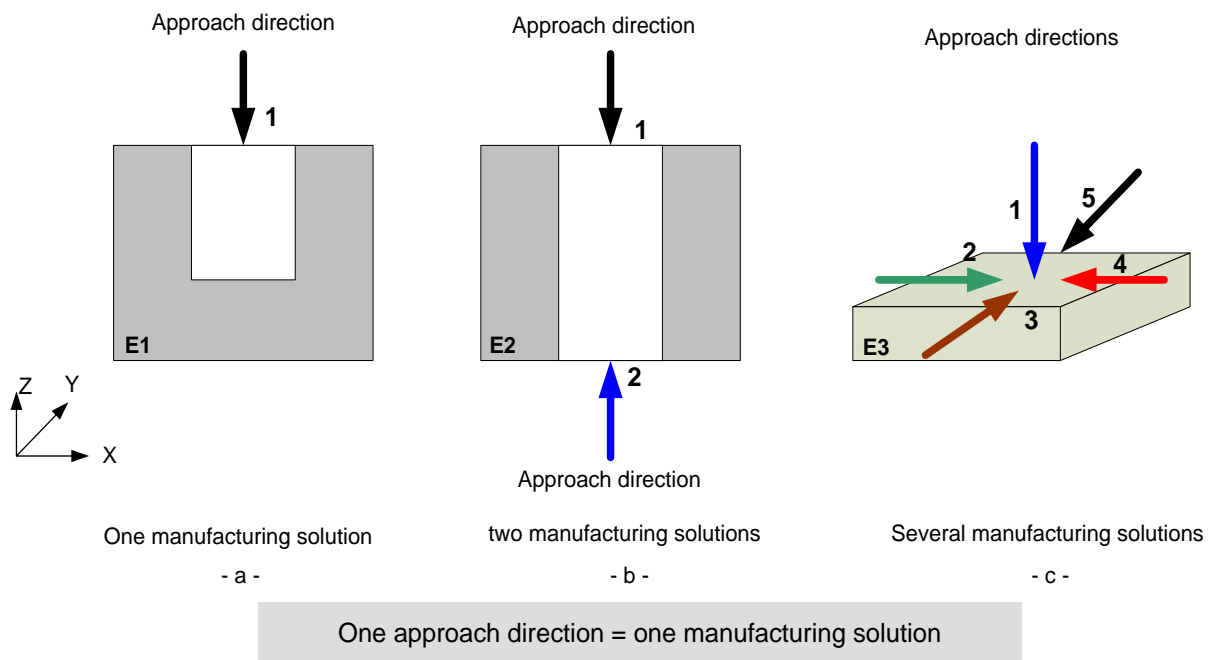 Approach direction
1
E1
Z
Y
X
One manufacturing solution
- a -
Approach direction
1
E2
2
Approach direction
two manufacturing solutions
- b -
Approach directions
1
5
2
4
3
E3
Several manufacturing solutions
- c -
One approach direction = one manufacturing solution